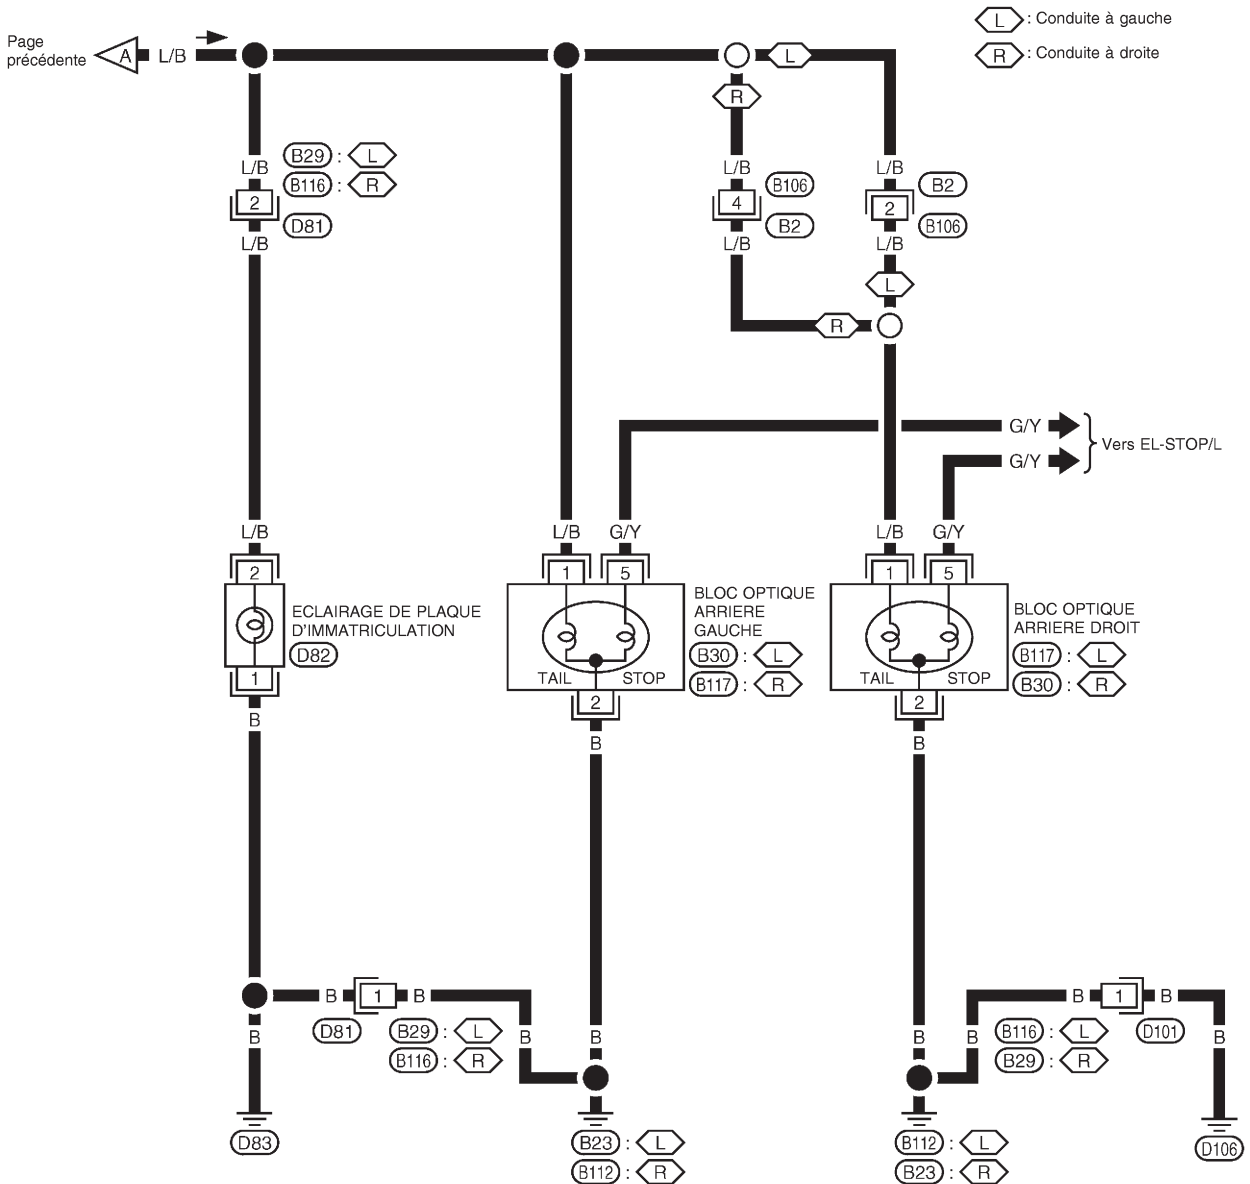 L : Conduite à gauche
R : Conduite à droite
Page
précédente
A L/B
L
R
L/B
B29 : L
B116 : R
2
D81
L/B
L/B
4
B106
B2
L/B
L/B
2
B2
B106
L/B
L
R
G/Y
G/Y
Vers EL-STOP/L
L/B
L/B
G/Y
L/B
G/Y
2
1
5
1
5
ECLAIRAGE DE PLAQUE
D'IMMATRICULATION
D82
1
B
BLOC OPTIQUE
ARRIERE
GAUCHE
B30 : L
B117 : R
TAIL STOP
2
B
BLOC OPTIQUE
ARRIERE DROIT
B117 : L
B30 : R
TAIL STOP
2
B
B 1 B
D81
B29 : L
B116 : R
B
B
B
B 1 B
B116 : L
B29 : R
D101
B
B
B
D83
B23 : L
B112 : R
B112 : L
B23 : R
D106